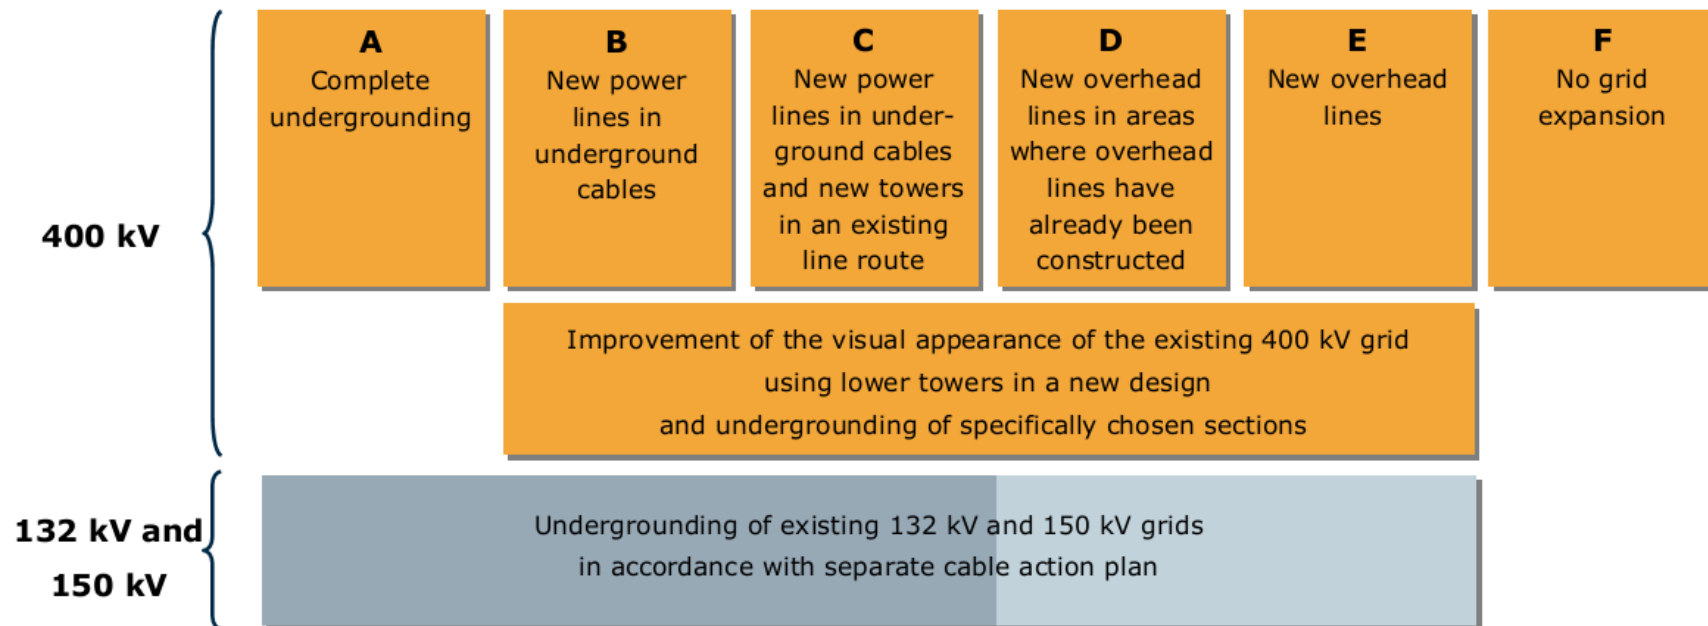 A
Complete
undergrounding
B
New power
lines in
underground
cables
C
New power
lines in under-
ground cables
and new towers
in an existing
line route
D
New overhead
lines in areas
where overhead
lines have
already been
constructed
E
New overhead
lines
F
No grid
expansion
400 kV
Improvement of the visual appearance of the existing 400 kV grid
using lower towers in a new design
and undergrounding of specifically chosen sections
132 kV and
150 kV
Undergrounding of existing 132 kV and 150 kV grids
in accordance with separate cable action plan